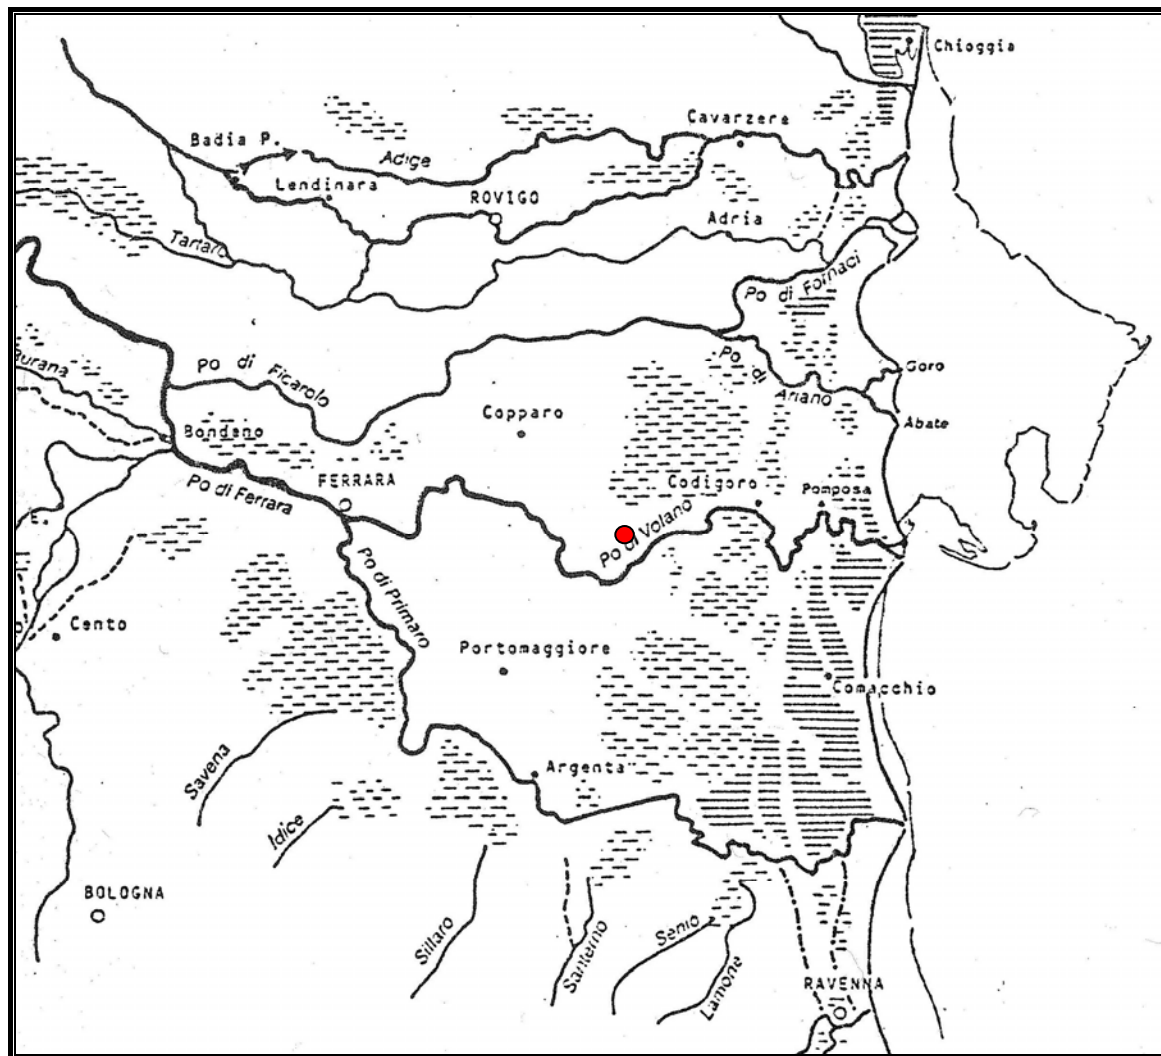 Chioggia
Cavarzere
Badia P.
Adige
Lendinara
ROVIGO
Adria
Tartaro
Po di Fornaci
Burana
Po di Ficarolo
Po di Ariano
Goro
Copparo
Abate
Bondeno
FERRARA
Po di Ferrara
Codigoro
Pomposa
Po di Volano
E.
Po di Primaro
Cento
Portomaggiore
Comacchio
Savena
Argenta
Idice
BOLOGNA
Sillaro
Santerno
Senio
Lamone
RAVENNA